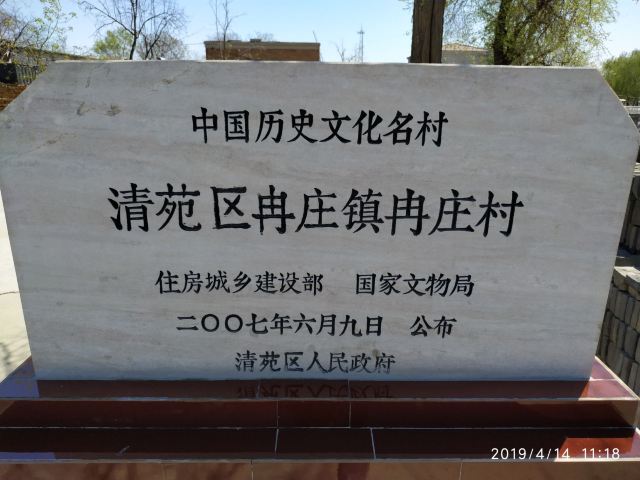 中国历史文化名村
清苑区冉庄镇冉庄村
住房城乡建设部 国家文物局
二〇〇七年六月九日 公布
清苑区人民政府
2019/4/14 11:18